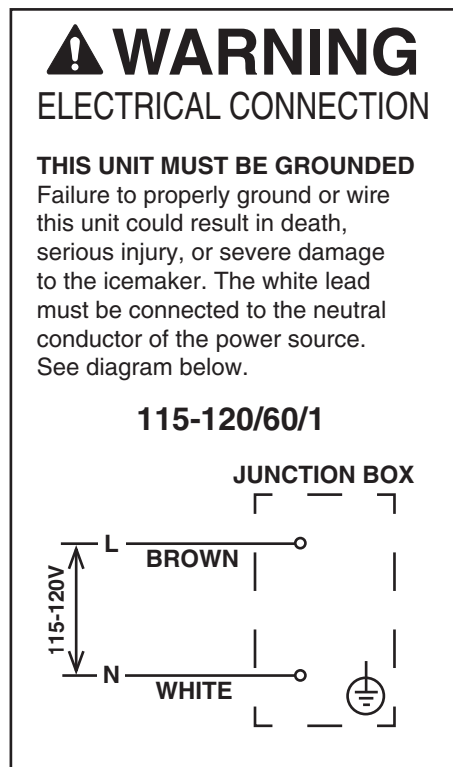 WARNING
ELECTRICAL CONNECTION
THIS UNIT MUST BE GROUNDED
Failure to properly ground or wire
this unit could result in death,
serious injury, or severe damage
to the icemaker. The white lead
must be connected to the neutral
conductor of the power source.
See diagram below.
115-120/60/1
JUNCTION BOX
L
BROWN
115-120V
N
WHITE